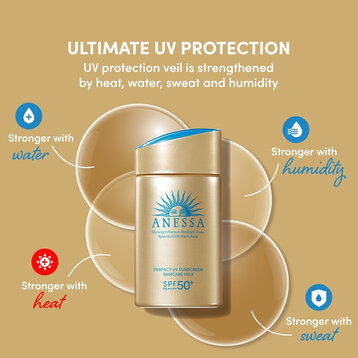 ULTIMATE UV PROTECTION
UV protection veil is strengthened
by heat, water, sweat and humidity
Stronger with
water
Stronger with
humidity
ANESSA
PERFECT UV SUNSCREEN
SKINCARE MILK
SPF50+
PA++++
Stronger with
heat
Stronger with
sweat